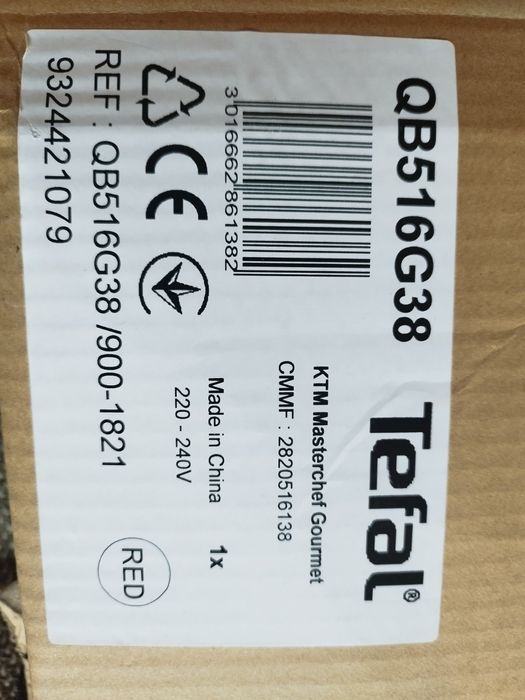 QB516G38 Tefal®
KTM Masterchef Gourmet
CMMF : 2820516138
3 016662 861382
Made in China 1x
220 - 240V
CE
REF : QB516G38 /900-1821
RED
9324421079